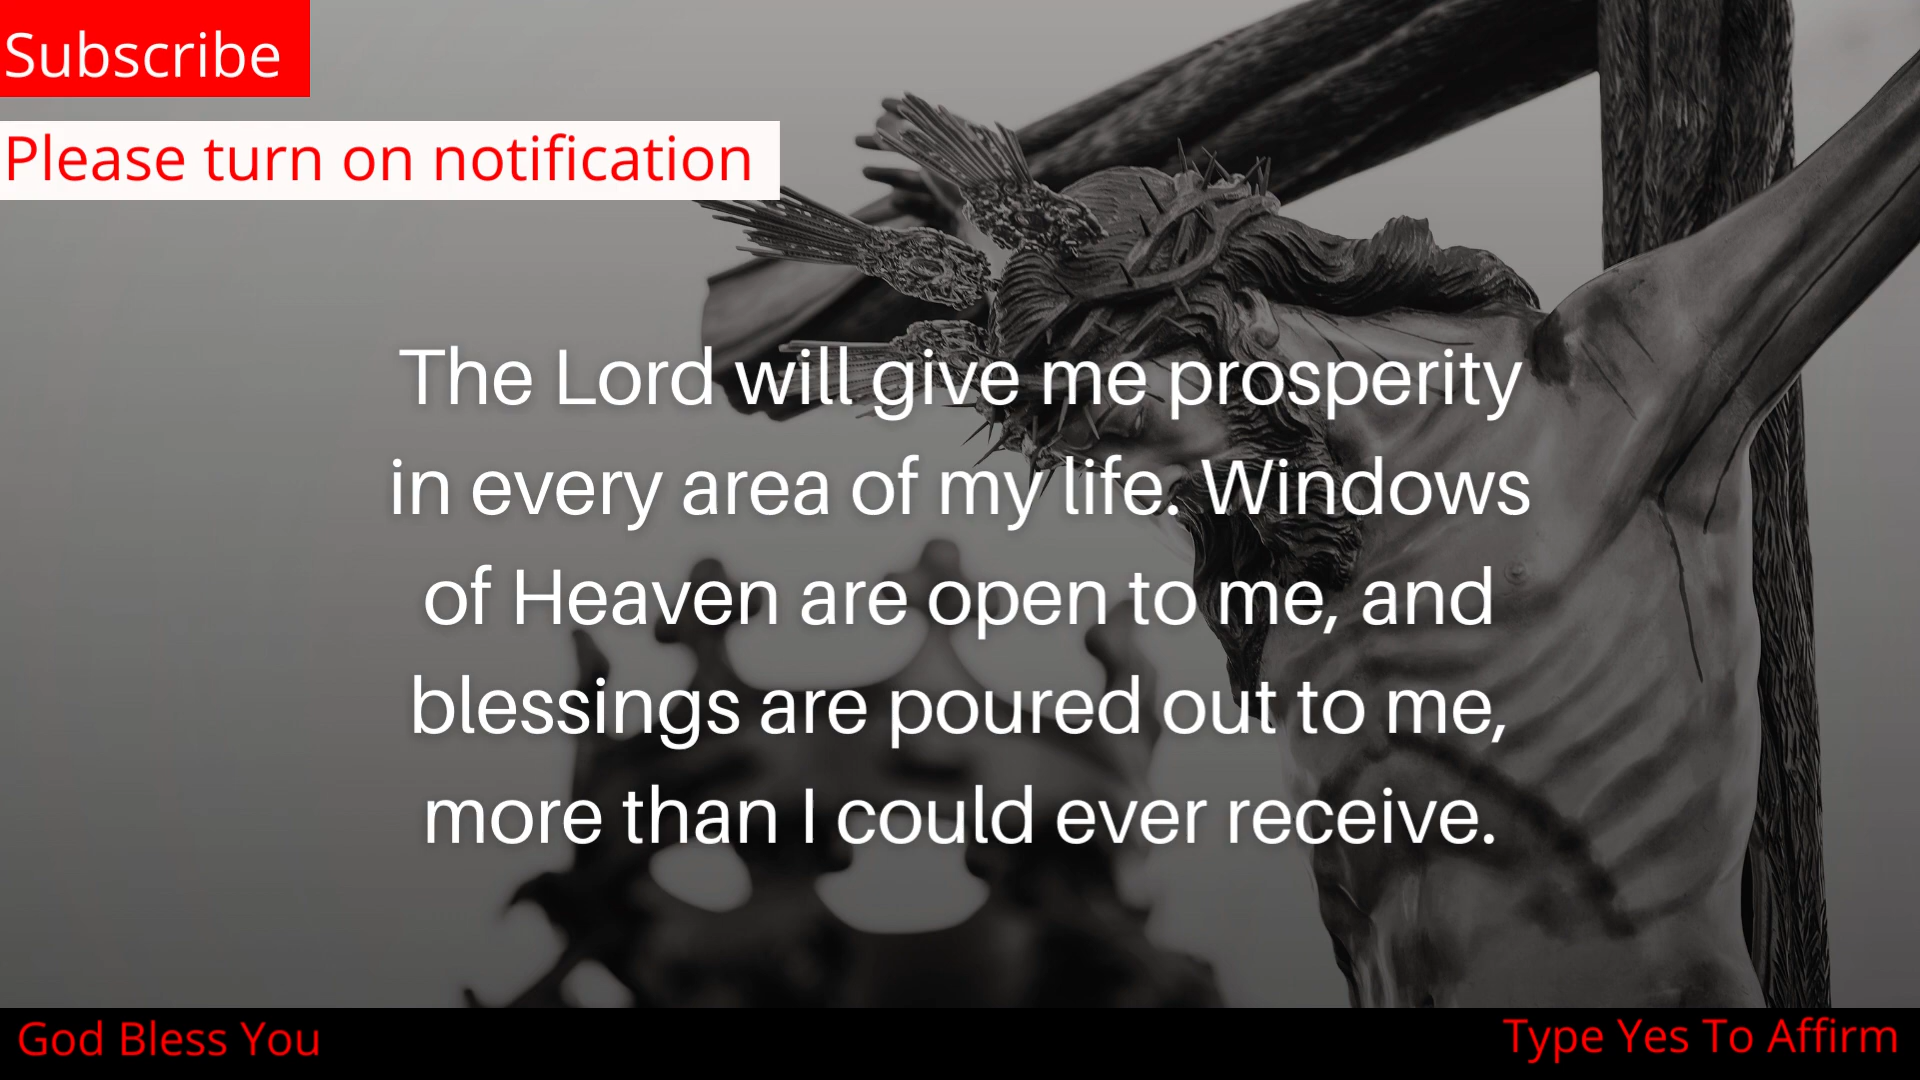 Subscribe
Please turn on notification
The Lord will give me prosperity
in every area of my life. Windows
of Heaven are open to me, and
blessings are poured out to me,
more than I could ever receive.
God Bless You
Type Yes To Affirm